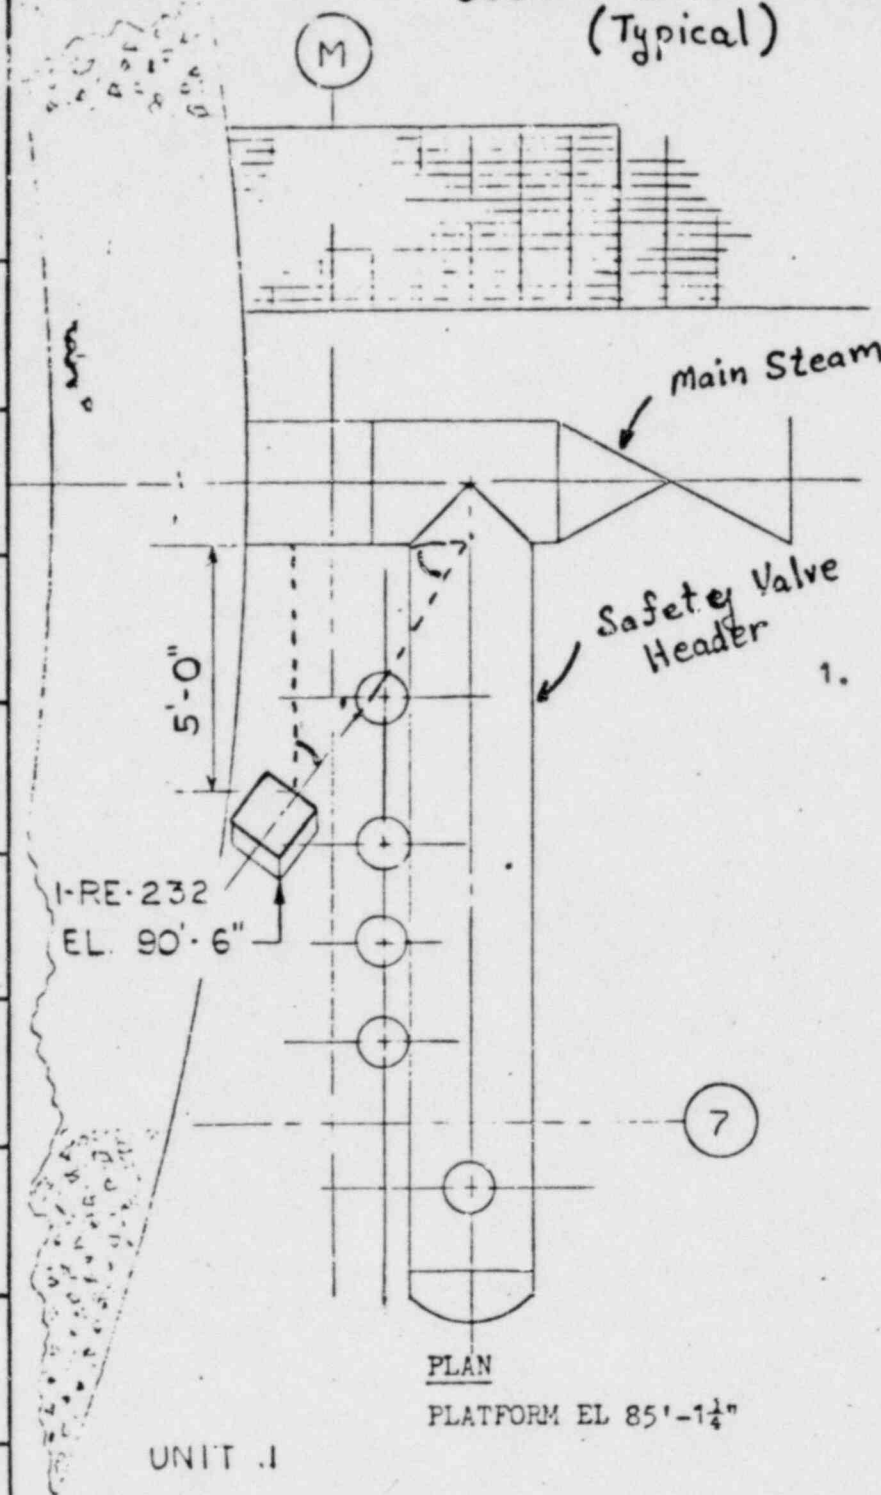 (Typical)
M
Main Steam
Safety Valve
Header
1.
5'-0"
1-RE-232
EL. 90'-6"
7
PLAN
PLATFORM EL 85'-1¼"
UNIT .1